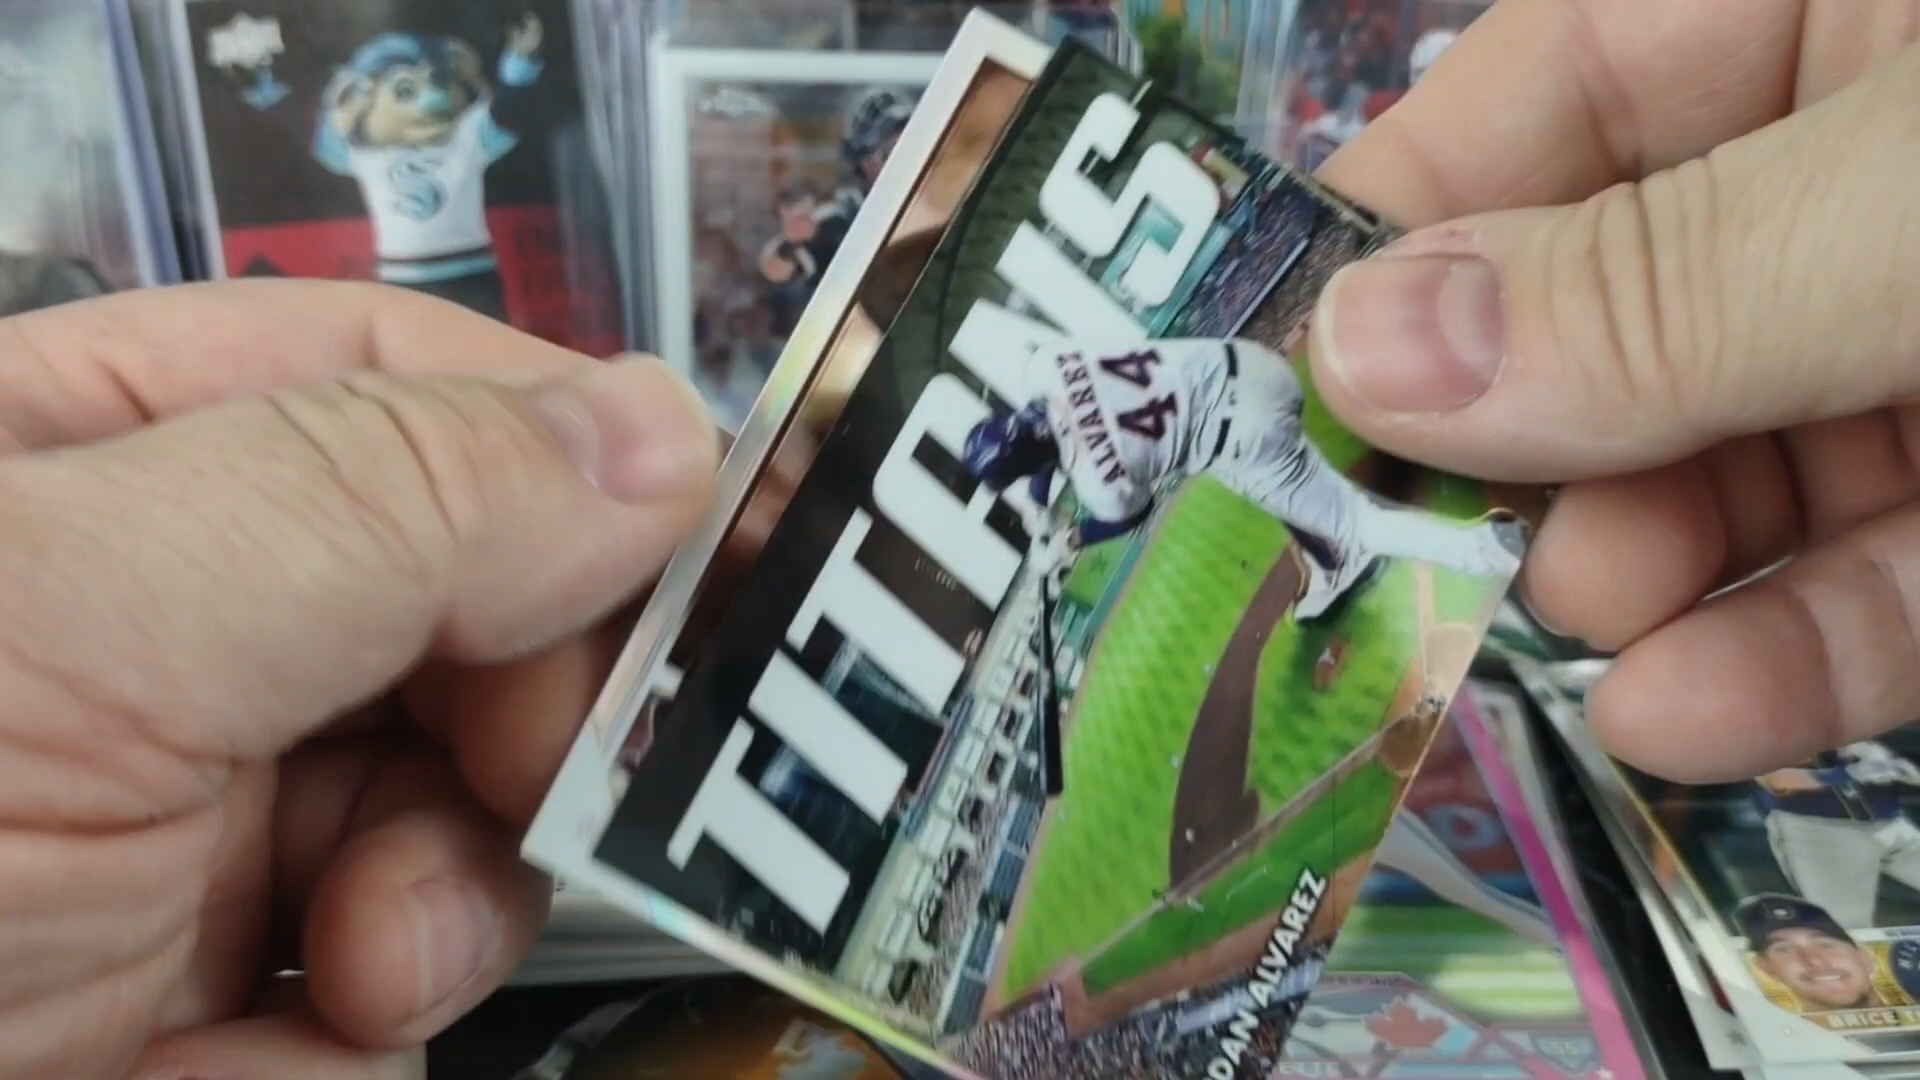 TITANS
ALVAREZ
44
DAN ALVAREZ
BRICE T